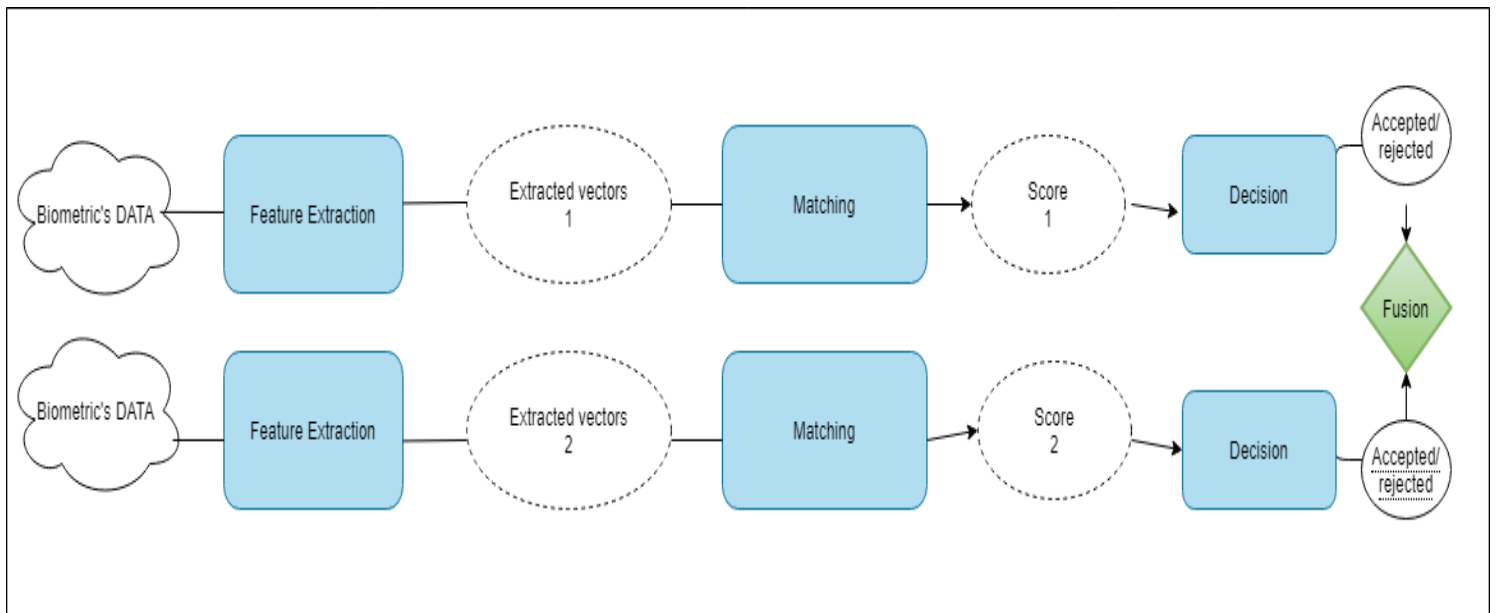 Biometric's DATA
Feature Extraction
Extracted vectors
1
Matching
Score
1
Decision
Accepted/
rejected
Fusion
Biometric's DATA
Feature Extraction
Extracted vectors
2
Matching
Score
2
Decision
Accepted/
rejected